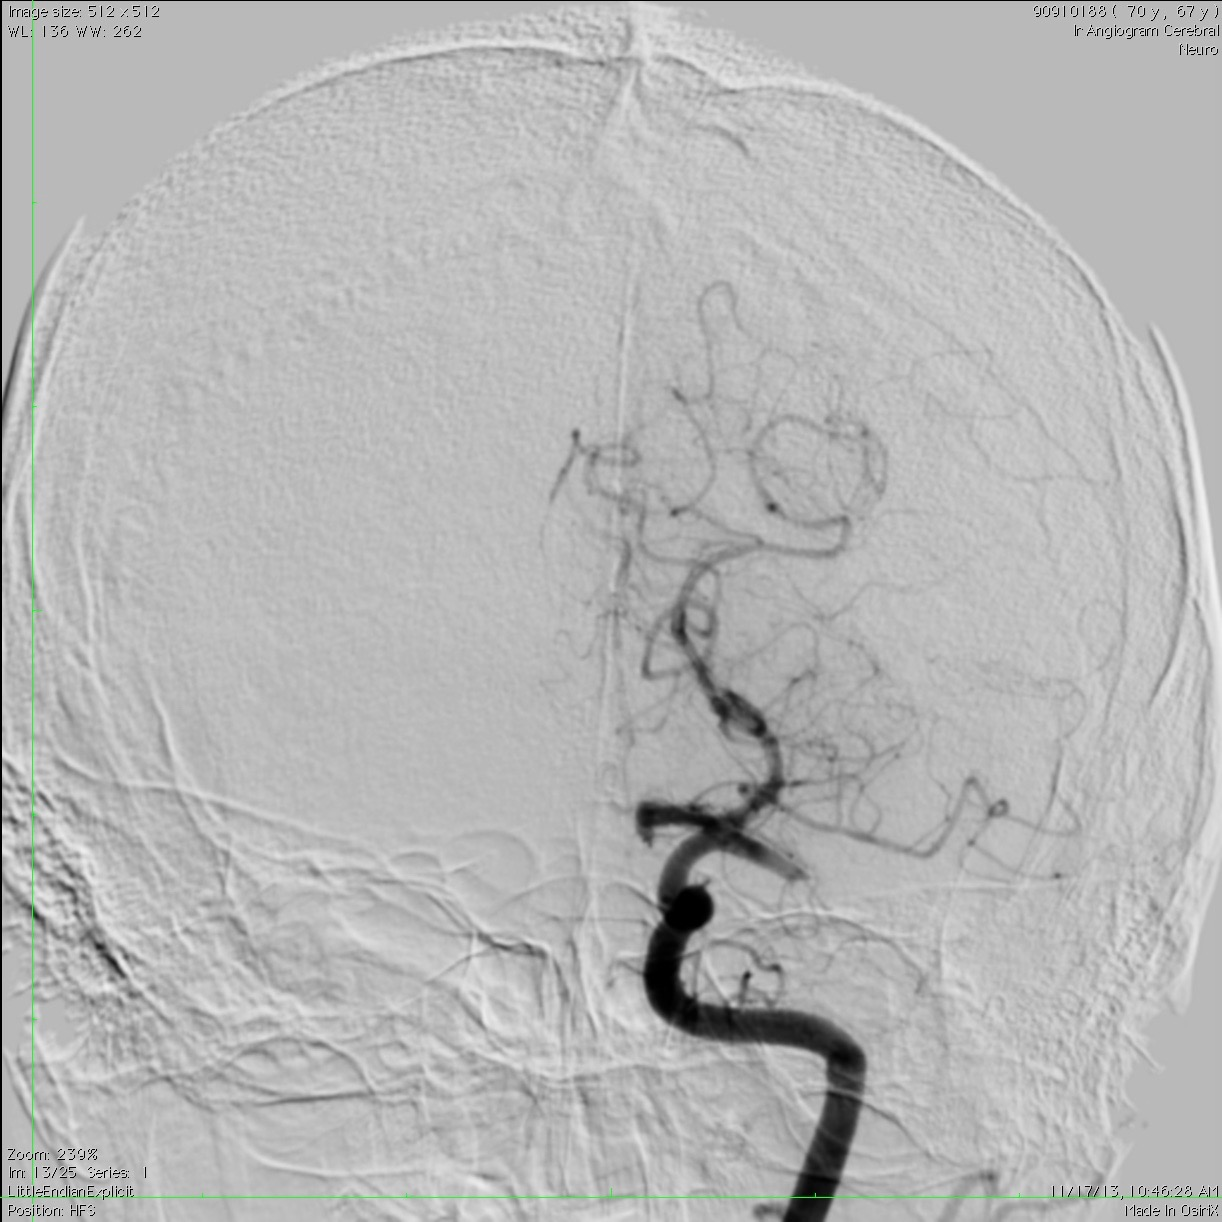 Image size: 512 x 512
WL: 136 WW: 262
90910188 ( 70 y, 67 y )
Ir Angiogram Cerebral
Neuro
Zoom: 239%
Im: 13/25 Series: 1
LittleEndianExplicit
Position: HFS
11/17/13, 10:46:28 AM
Made In OsiriX